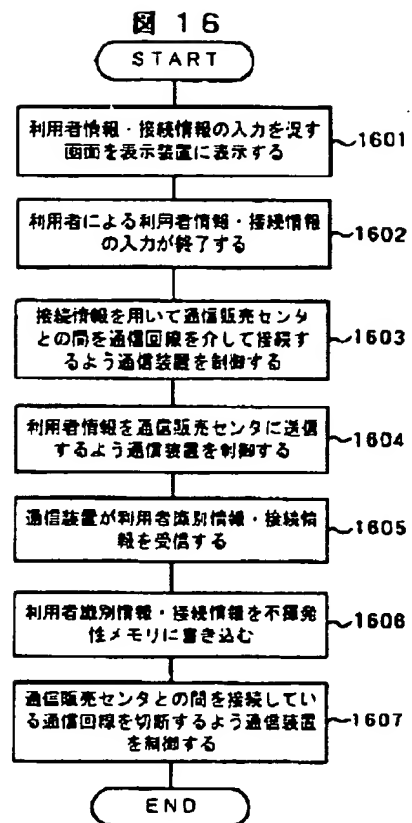 図 16
START
利用者情報・接続情報の入力を促す
画面を表示装置に表示する
1601
利用者による利用者情報・接続情報
の入力が終了する
1602
接続情報を用いて通信販売センタ
との間を通信回線を介して接続す
るよう通信装置を制御する
1603
利用者情報を通信販売センタに送信
するよう通信装置を制御する
1604
通信装置が利用者識別情報・接続情
報を受信する
1605
利用者識別情報・接続情報を不揮発
性メモリに書き込む
1606
通信販売センタとの間を接続してい
る通信回線を切断するよう通信装置
を制御する
1607
END